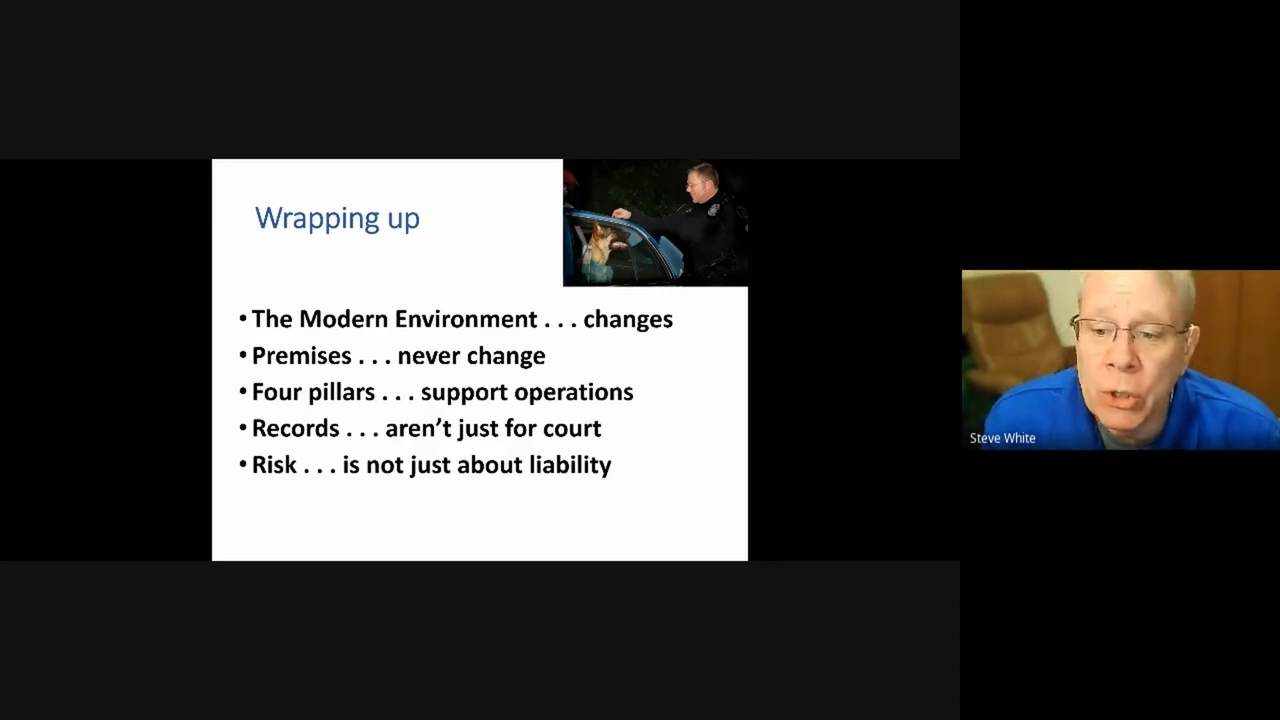 Wrapping up
• The Modern Environment . . . changes
• Premises . . . never change
• Four pillars . . . support operations
• Records . . . aren’t just for court
• Risk . . . is not just about liability
Steve White